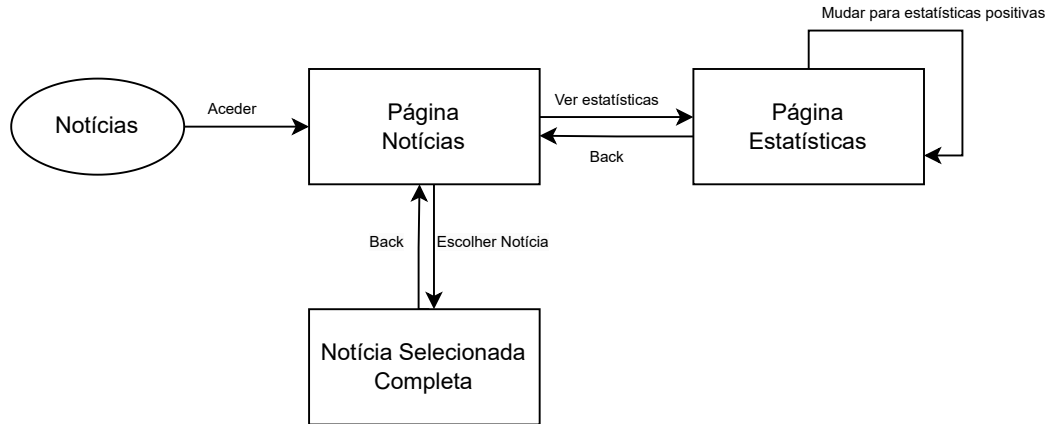 Mudar para estatísticas positivas
Notícias
Aceder
Página
Notícias
Ver estatísticas
Back
Página
Estatísticas
Back
Escolher Notícia
Notícia Selecionada
Completa